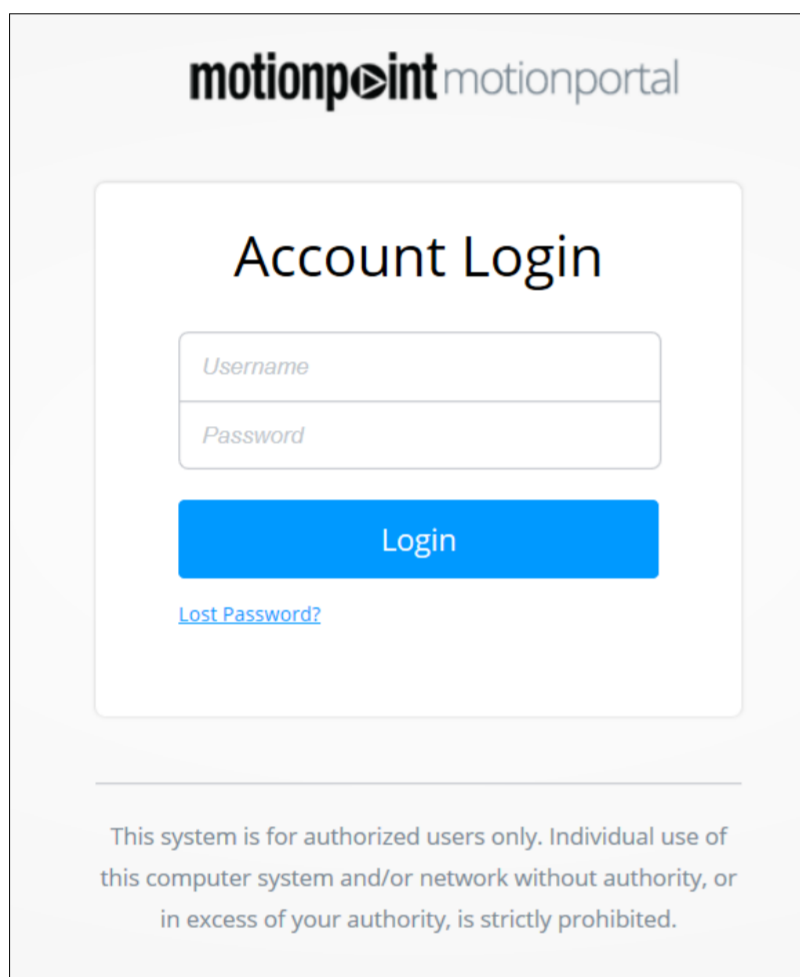 motionpoint motionportal
Account Login
Username
Password
Login
Lost Password?
This system is for authorized users only. Individual use of
this computer system and/or network without authority, or
in excess of your authority, is strictly prohibited.